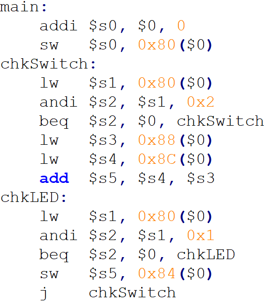 main:
addi $s0, $0, 0
sw $s0, 0x80($0)
chkSwitch:
lw $s1, 0x80($0)
andi $s2, $s1, 0x2
beq $s2, $0, chkSwitch
lw $s3, 0x88($0)
lw $s4, 0x8C($0)
add $s5, $s4, $s3
chkLED:
lw $s1, 0x80($0)
andi $s2, $s1, 0x1
beq $s2, $0, chkLED
sw $s5, 0x84($0)
j chkSwitch